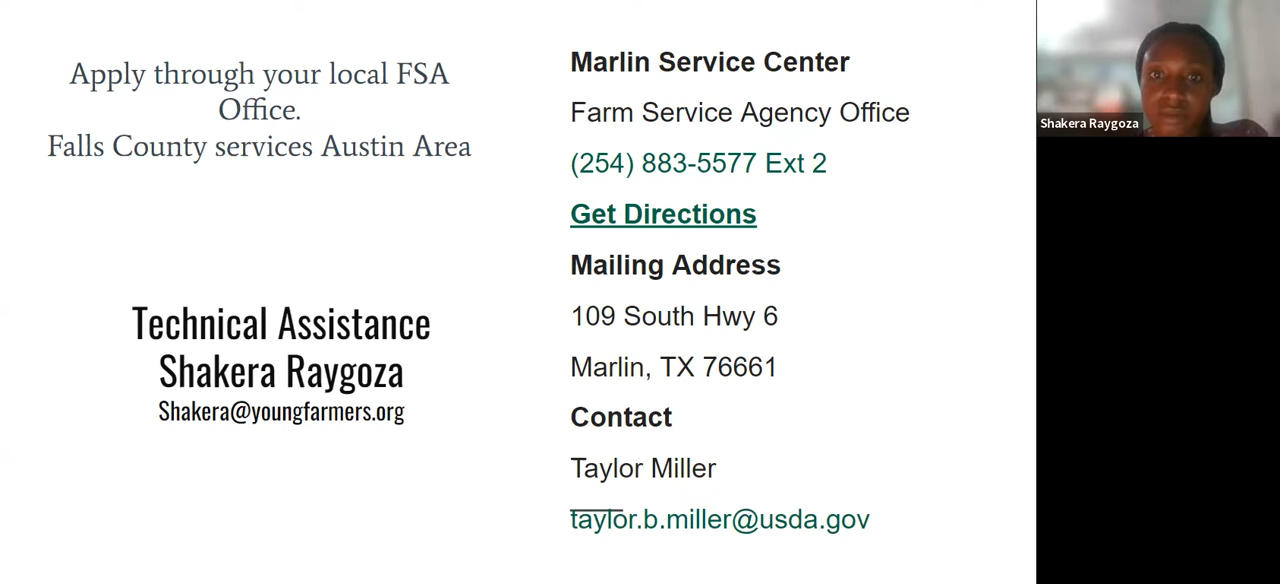 Apply through your local FSA
Office.
Falls County services Austin Area
Technical Assistance
Shakera Raygoza
Shakera@youngfarmers.org
Marlin Service Center
Farm Service Agency Office
(254) 883-5577 Ext 2
Get Directions
Mailing Address
109 South Hwy 6
Marlin, TX 76661
Contact
Taylor Miller
taylor.b.miller@usda.gov
Shakera Raygoza